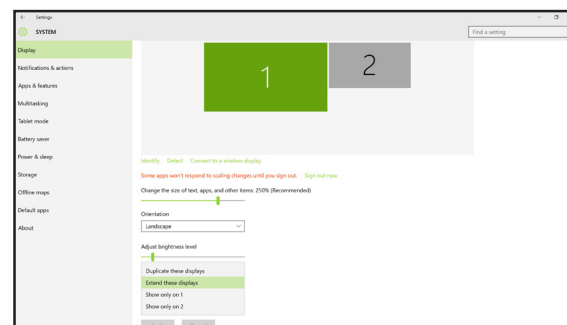 Settings
SYSTEM
Find a setting
Display
Notifications & actions
Apps & features
Multitasking
Tablet mode
Battery saver
Power & sleep
Storage
Offline maps
Default apps
About
1
2
Identify Detect Connect to a wireless display
Some apps won't respond to scaling changes until you sign out. Sign out now
Change the size of text, apps, and other items: 250% (Recommended)
Orientation
Landscape
Adjust brightness level
Duplicate these displays
Extend these displays
Show only on 1
Show only on 2